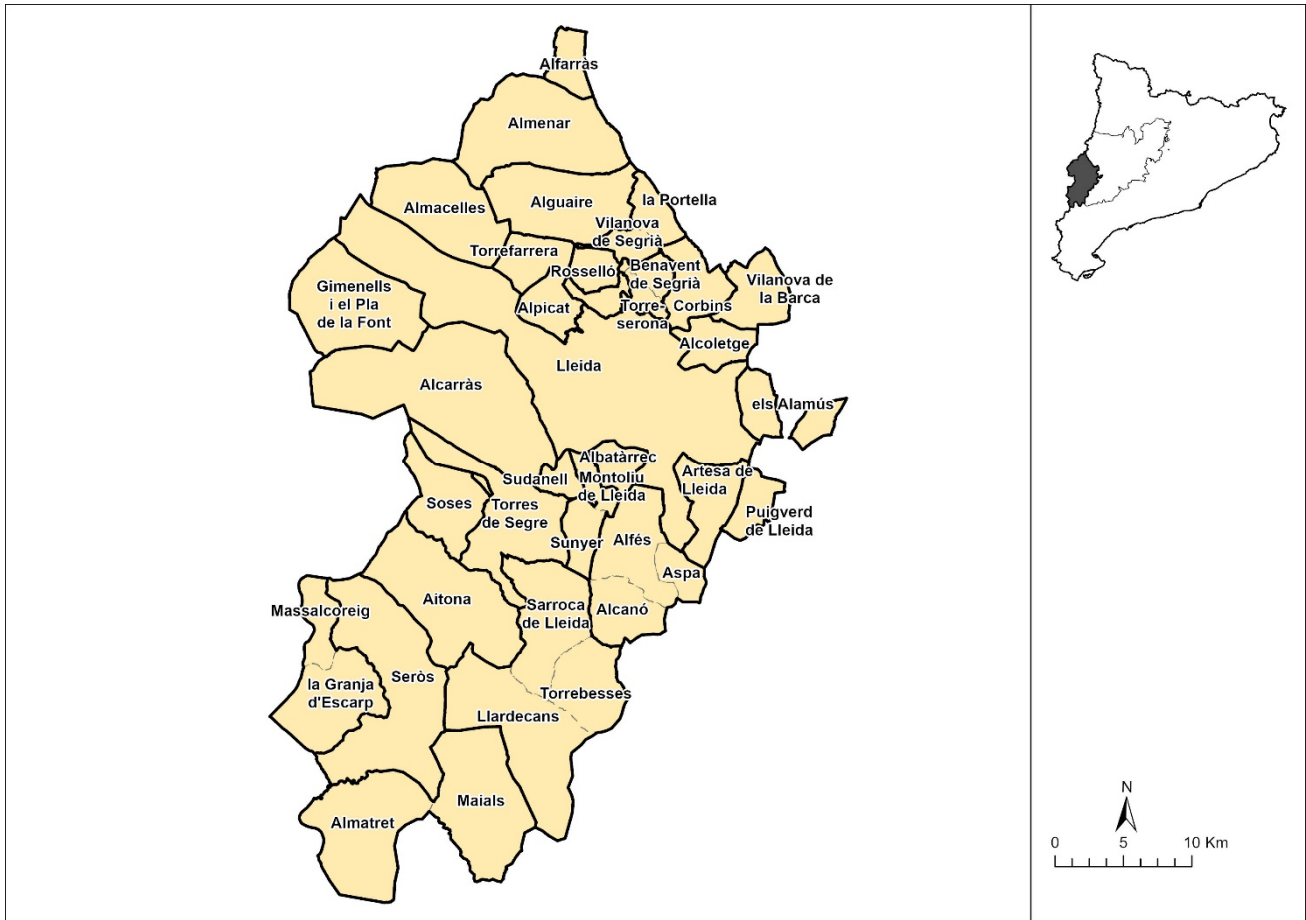 Alfarràs
Almenar
la Portella
Almacelles
Alguaire
Vilanova
de Segrià
Torrefarrera
Rosselló
Benavent
de Segrià
Vilanova de
la Barca
Gimenells
i el Pla
de la Font
Alpicat
Torre-
serona
Corbins
Alcoletge
Lleida
Alcarràs
els Alamús
Albatàrrec
Sudanell
Montoliu
de Lleida
Artesa de
Lleida
Soses
Torres
de Segre
Puigverd
de Lleida
Sunyer
Alfés
Aspa
Aitona
Massalcoreig
Sarroca
de Lleida
Alcanó
Seròs
la Granja
d'Escarp
Torrebesses
Llardecans
Maials
Almatret
N
0 5 10 Km